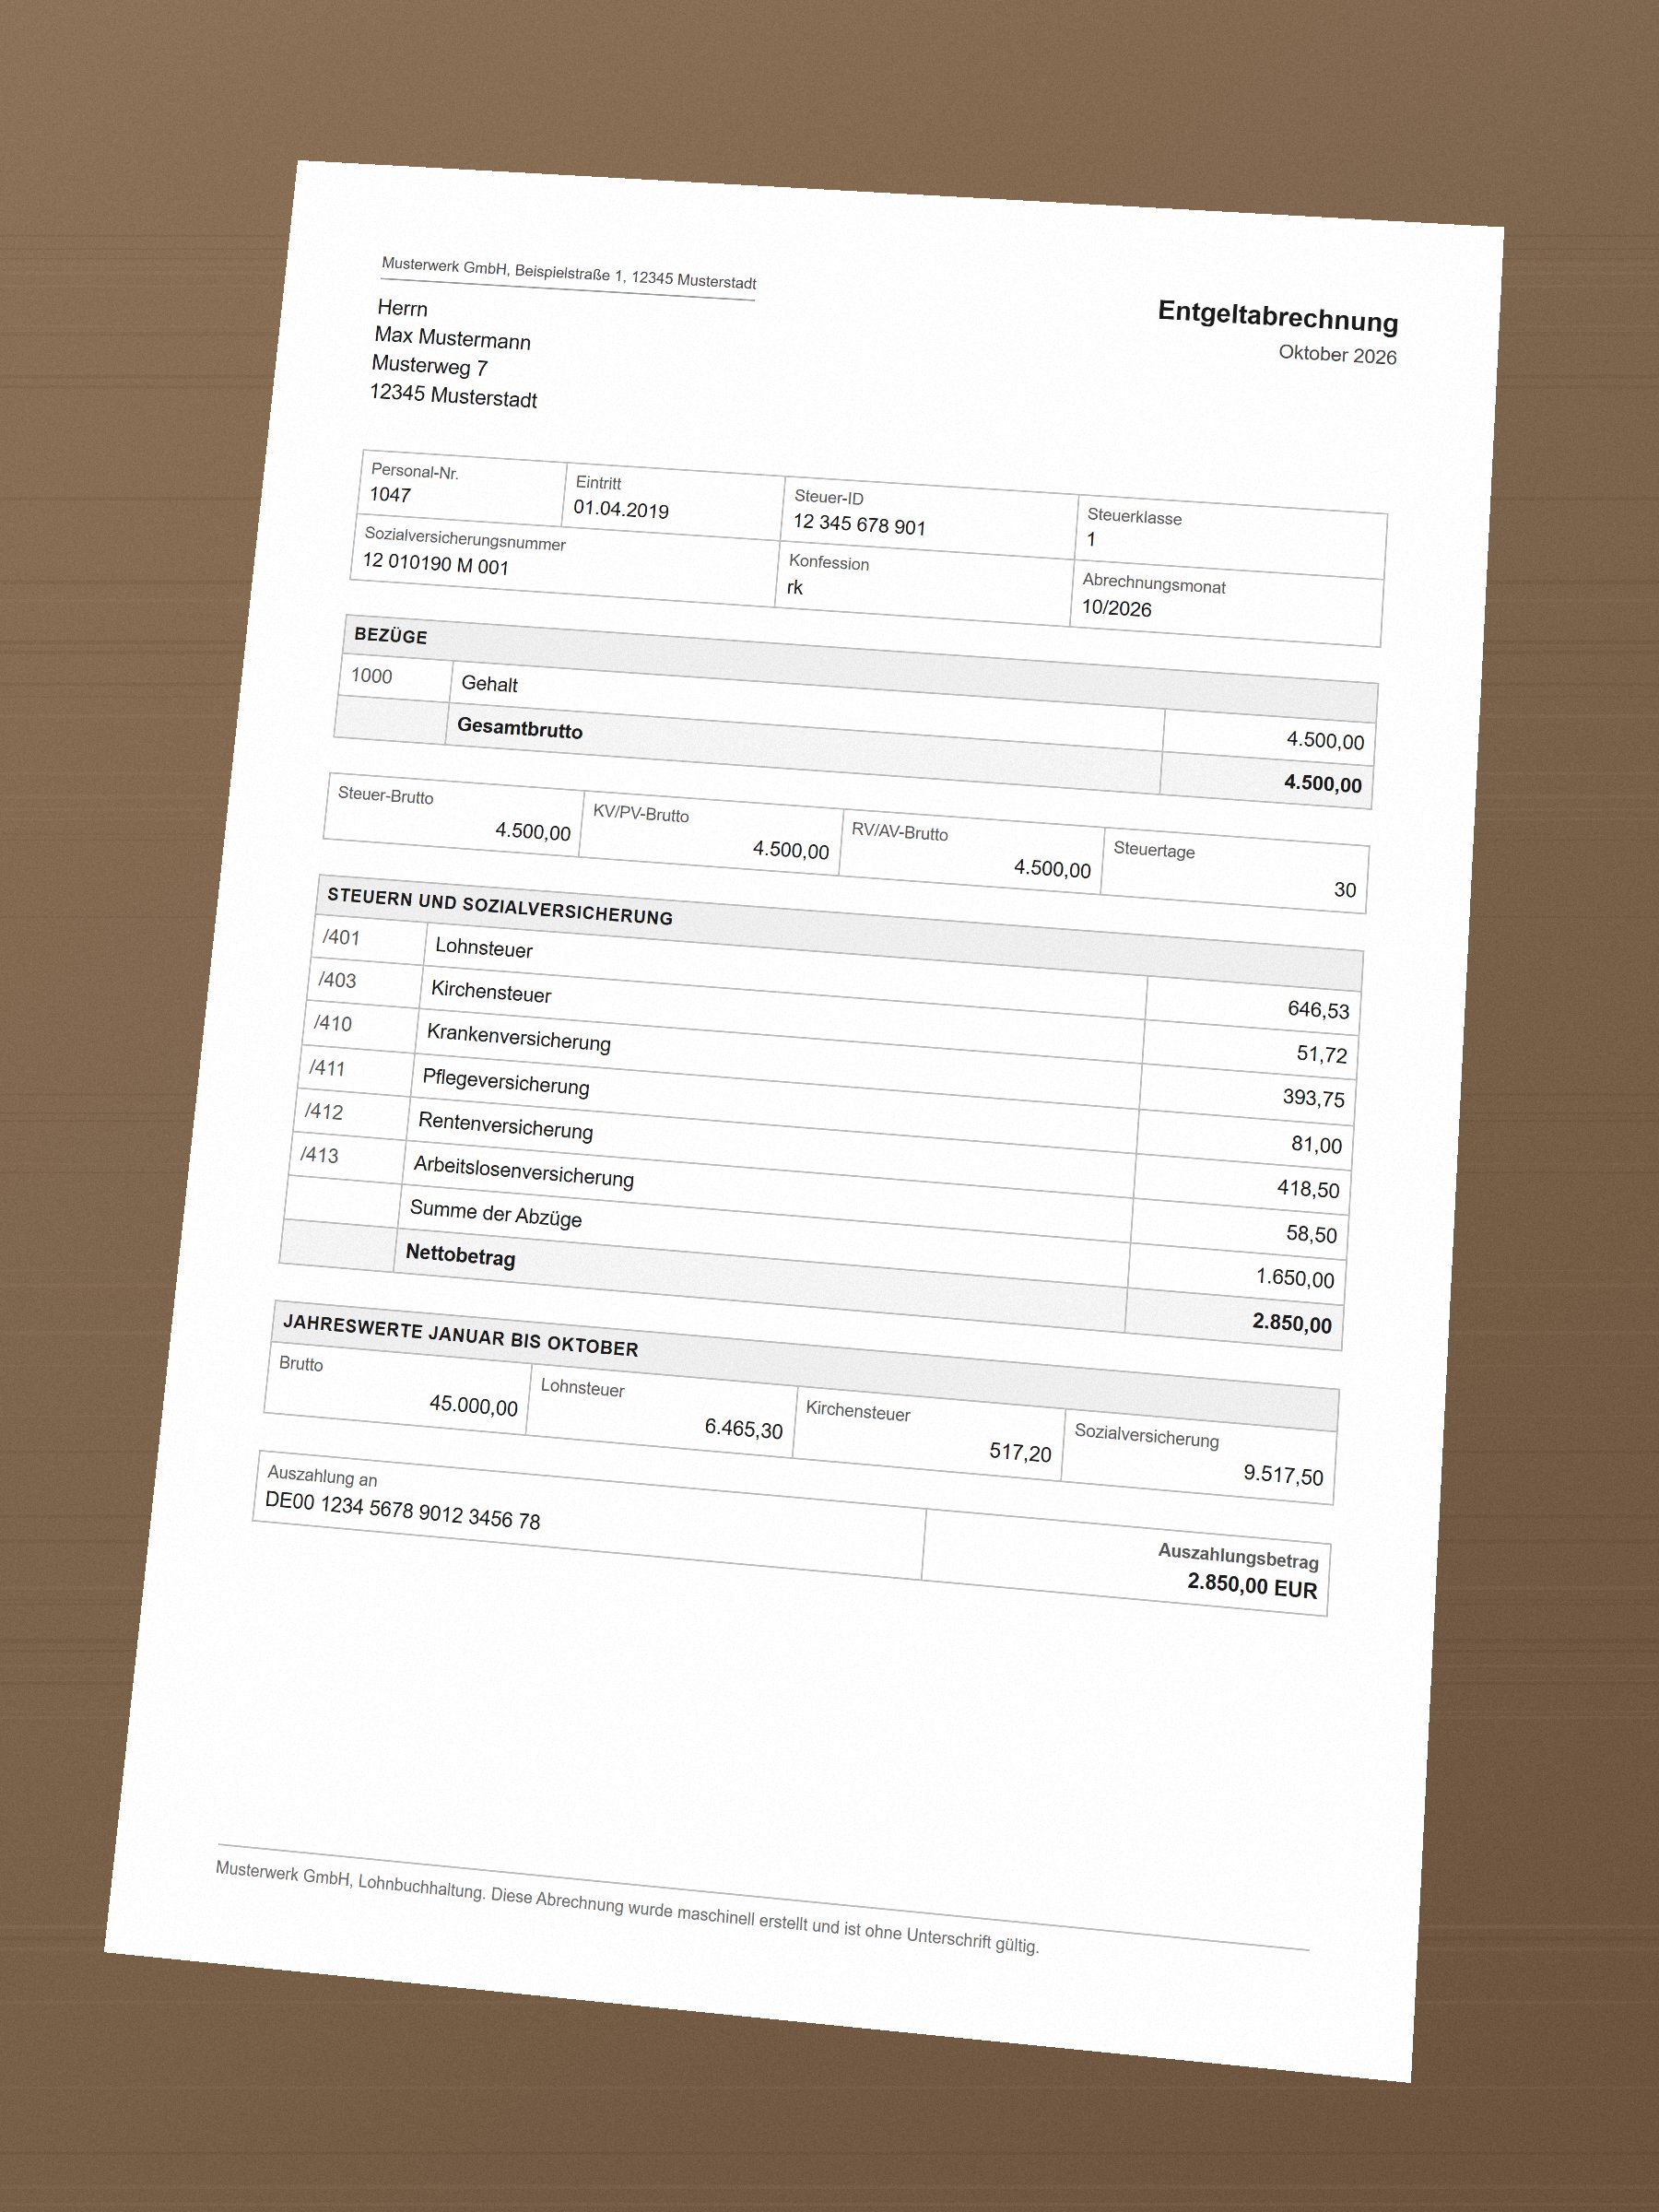 Musterwerk GmbH, Beispielstraße 1, 12345 Musterstadt
Herrn
Max Mustermann
Musterweg 7
12345 Musterstadt
Entgeltabrechnung
Oktober 2026
Personal-Nr. Eintritt Steuer-ID Steuerklasse
1047 01.04.2019 12 345 678 901 1
Sozialversicherungsnummer Konfession Abrechnungsmonat
12 010190 M 001 rk 10/2026
BEZÜGE
1000 Gehalt 4.500,00
Gesamtbrutto 4.500,00
Steuer-Brutto KV/PV-Brutto RV/AV-Brutto Steuertage
4.500,00 4.500,00 4.500,00 30
STEUERN UND SOZIALVERSICHERUNG
/401 Lohnsteuer 646,53
/403 Kirchensteuer 51,72
/410 Krankenversicherung 393,75
/411 Pflegeversicherung 81,00
/412 Rentenversicherung 418,50
/413 Arbeitslosenversicherung 58,50
Summe der Abzüge 1.650,00
Nettobetrag 2.850,00
JAHRESWERTE JANUAR BIS OKTOBER
Brutto Lohnsteuer Kirchensteuer Sozialversicherung
45.000,00 6.465,30 517,20 9.517,50
Auszahlung an Auszahlungsbetrag
DE00 1234 5678 9012 3456 78 2.850,00 EUR
Musterwerk GmbH, Lohnbuchhaltung. Diese Abrechnung wurde maschinell erstellt und ist ohne Unterschrift gültig.